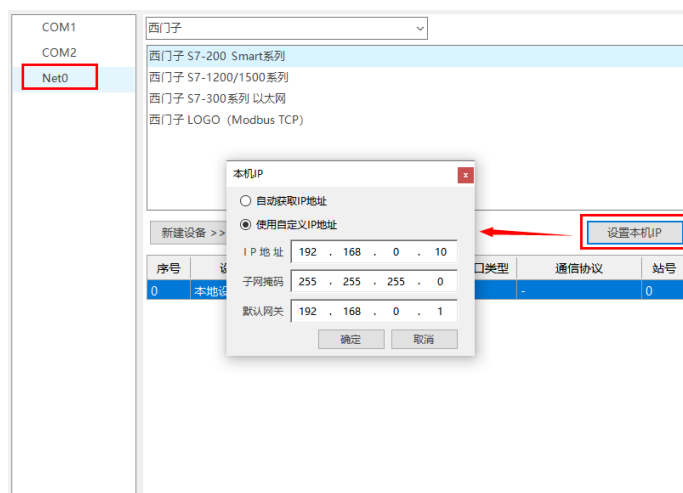 COM1
COM2
Net0
西门子
西门子 S7-200 Smart系列
西门子 S7-1200/1500系列
西门子 S7-300系列 以太网
西门子 LOGO（Modbus TCP）
本机IP
自动获取IP地址
使用自定义IP地址
IP地址 192 . 168 . 0 . 10
子网掩码 255 . 255 . 255 . 0
默认网关 192 . 168 . 0 . 1
确定 取消
新建设备 >>
设置本机IP
序号 口类型 通信协议 站号
0 本地设 - 0